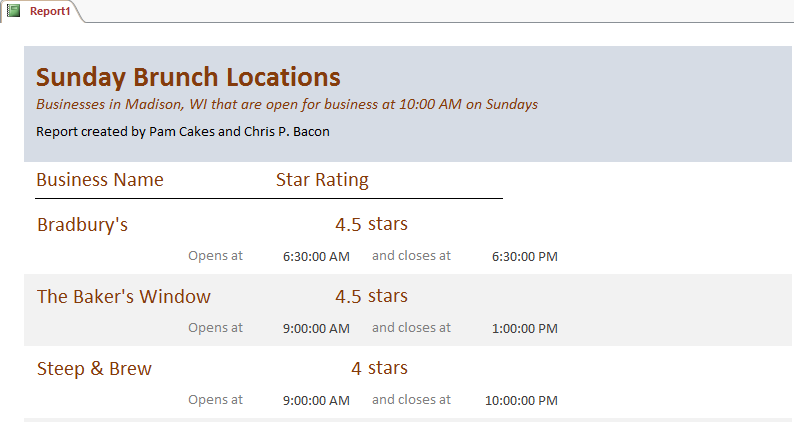 Report1
Sunday Brunch Locations
Businesses in Madison, WI that are open for business at 10:00 AM on Sundays
Report created by Pam Cakes and Chris P. Bacon
Business Name Star Rating
Bradbury's 4.5 stars
Opens at 6:30:00 AM and closes at 6:30:00 PM
The Baker's Window 4.5 stars
Opens at 9:00:00 AM and closes at 1:00:00 PM
Steep & Brew 4 stars
Opens at 9:00:00 AM and closes at 10:00:00 PM